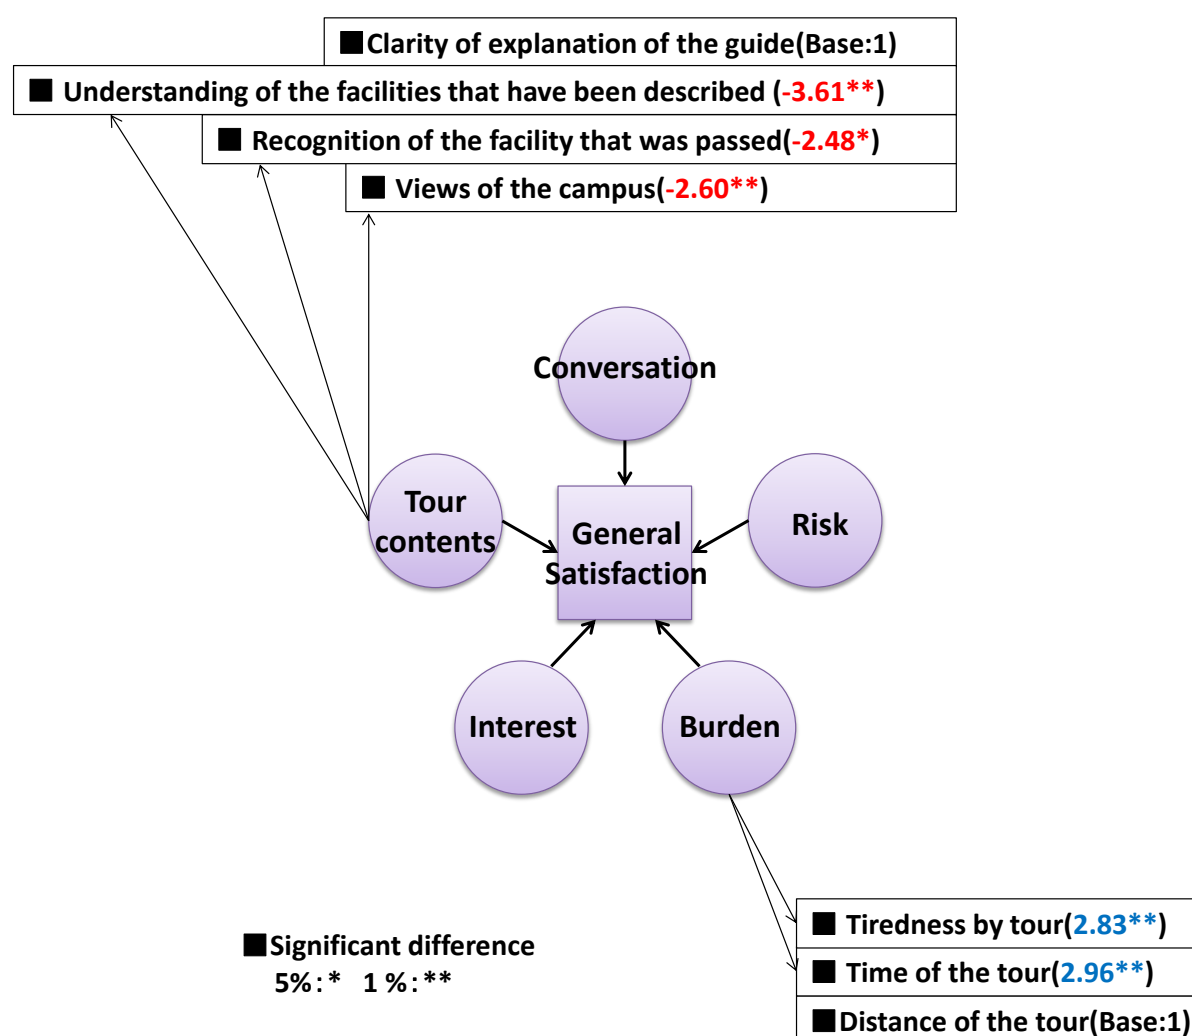 ■Clarity of explanation of the guide(Base:1)
■ Understanding of the facilities that have been described (-3.61**)
■ Recognition of the facility that was passed(-2.48*)
■ Views of the campus(-2.60**)
Conversation
Tour
contents
General
Satisfaction
Risk
Interest
Burden
■ Tiredness by tour(2.83**)
■ Time of the tour(2.96**)
■Distance of the tour(Base:1)
■Significant difference
5%:* 1 %:**